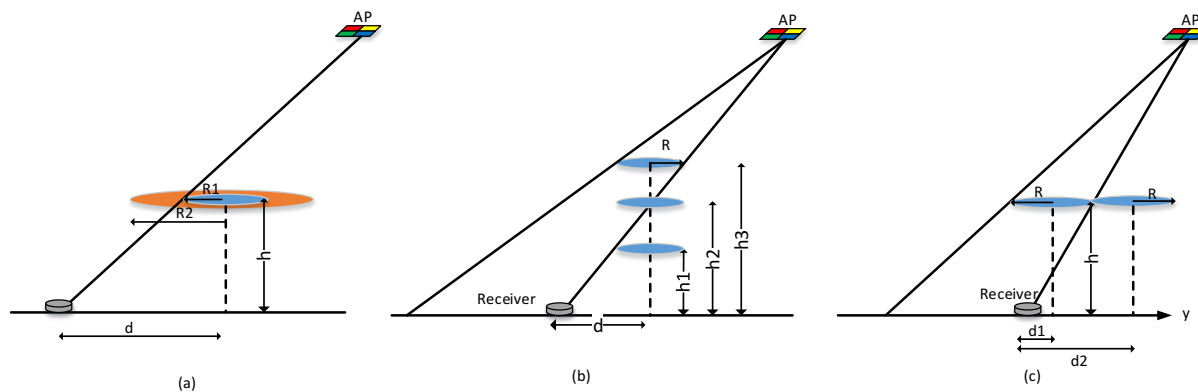 AP
R1
R2
h
d
(a)
AP
R
h3
h2
h1
Receiver
d
(b)
AP
R
R
h
Receiver
y
d1
d2
(c)